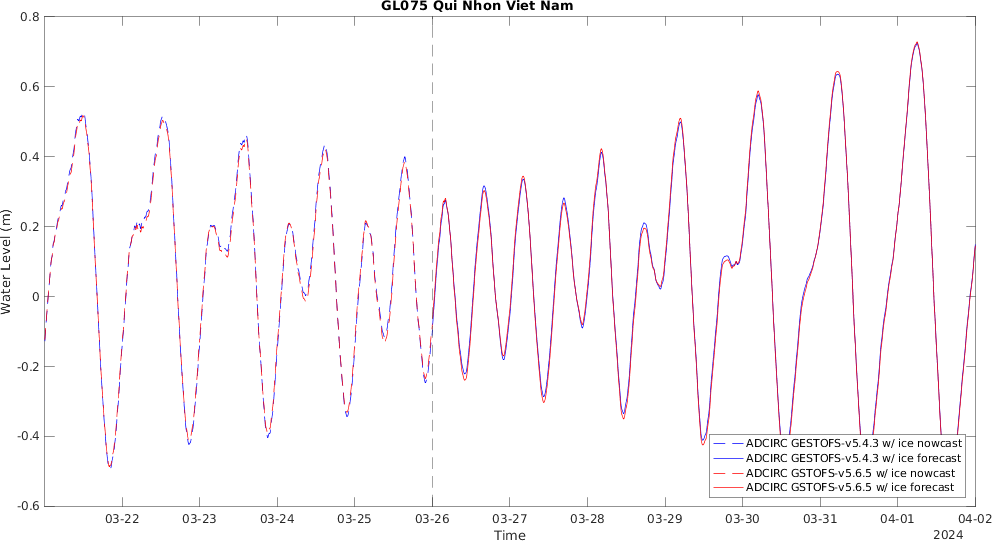 GL075 Qui Nhon Viet Nam
0.8
0.6
0.4
0.2
0
-0.2
-0.4
-0.6
Water Level (m)
ADCIRC GESTOFS-v5.4.3 w/ ice nowcast
ADCIRC GESTOFS-v5.4.3 w/ ice forecast
ADCIRC GSTOFS-v5.6.5 w/ ice nowcast
ADCIRC GSTOFS-v5.6.5 w/ ice forecast
03-22 03-23 03-24 03-25 03-26 03-27 03-28 03-29 03-30 03-31 04-01 04-02
Time
2024